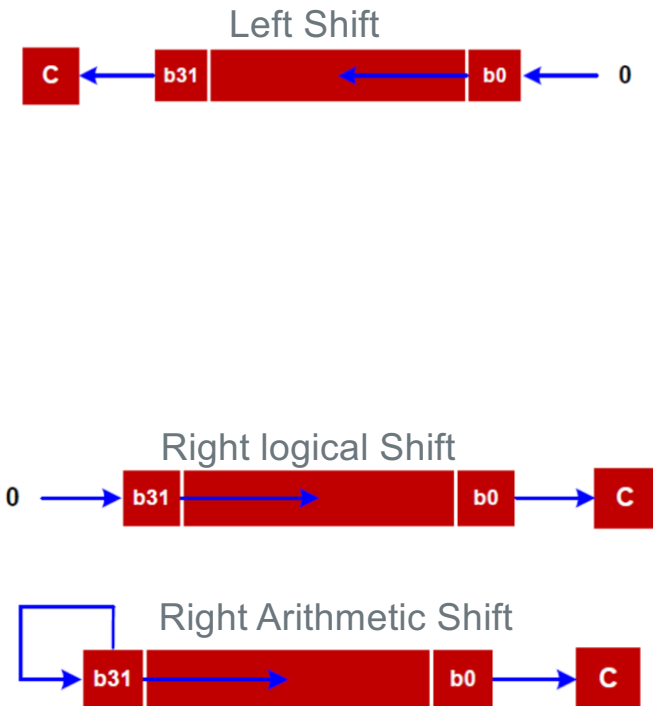 Left Shift
C b31 b0 0
Right logical Shift
0 b31 b0 C
Right Arithmetic Shift
b31 b0 C